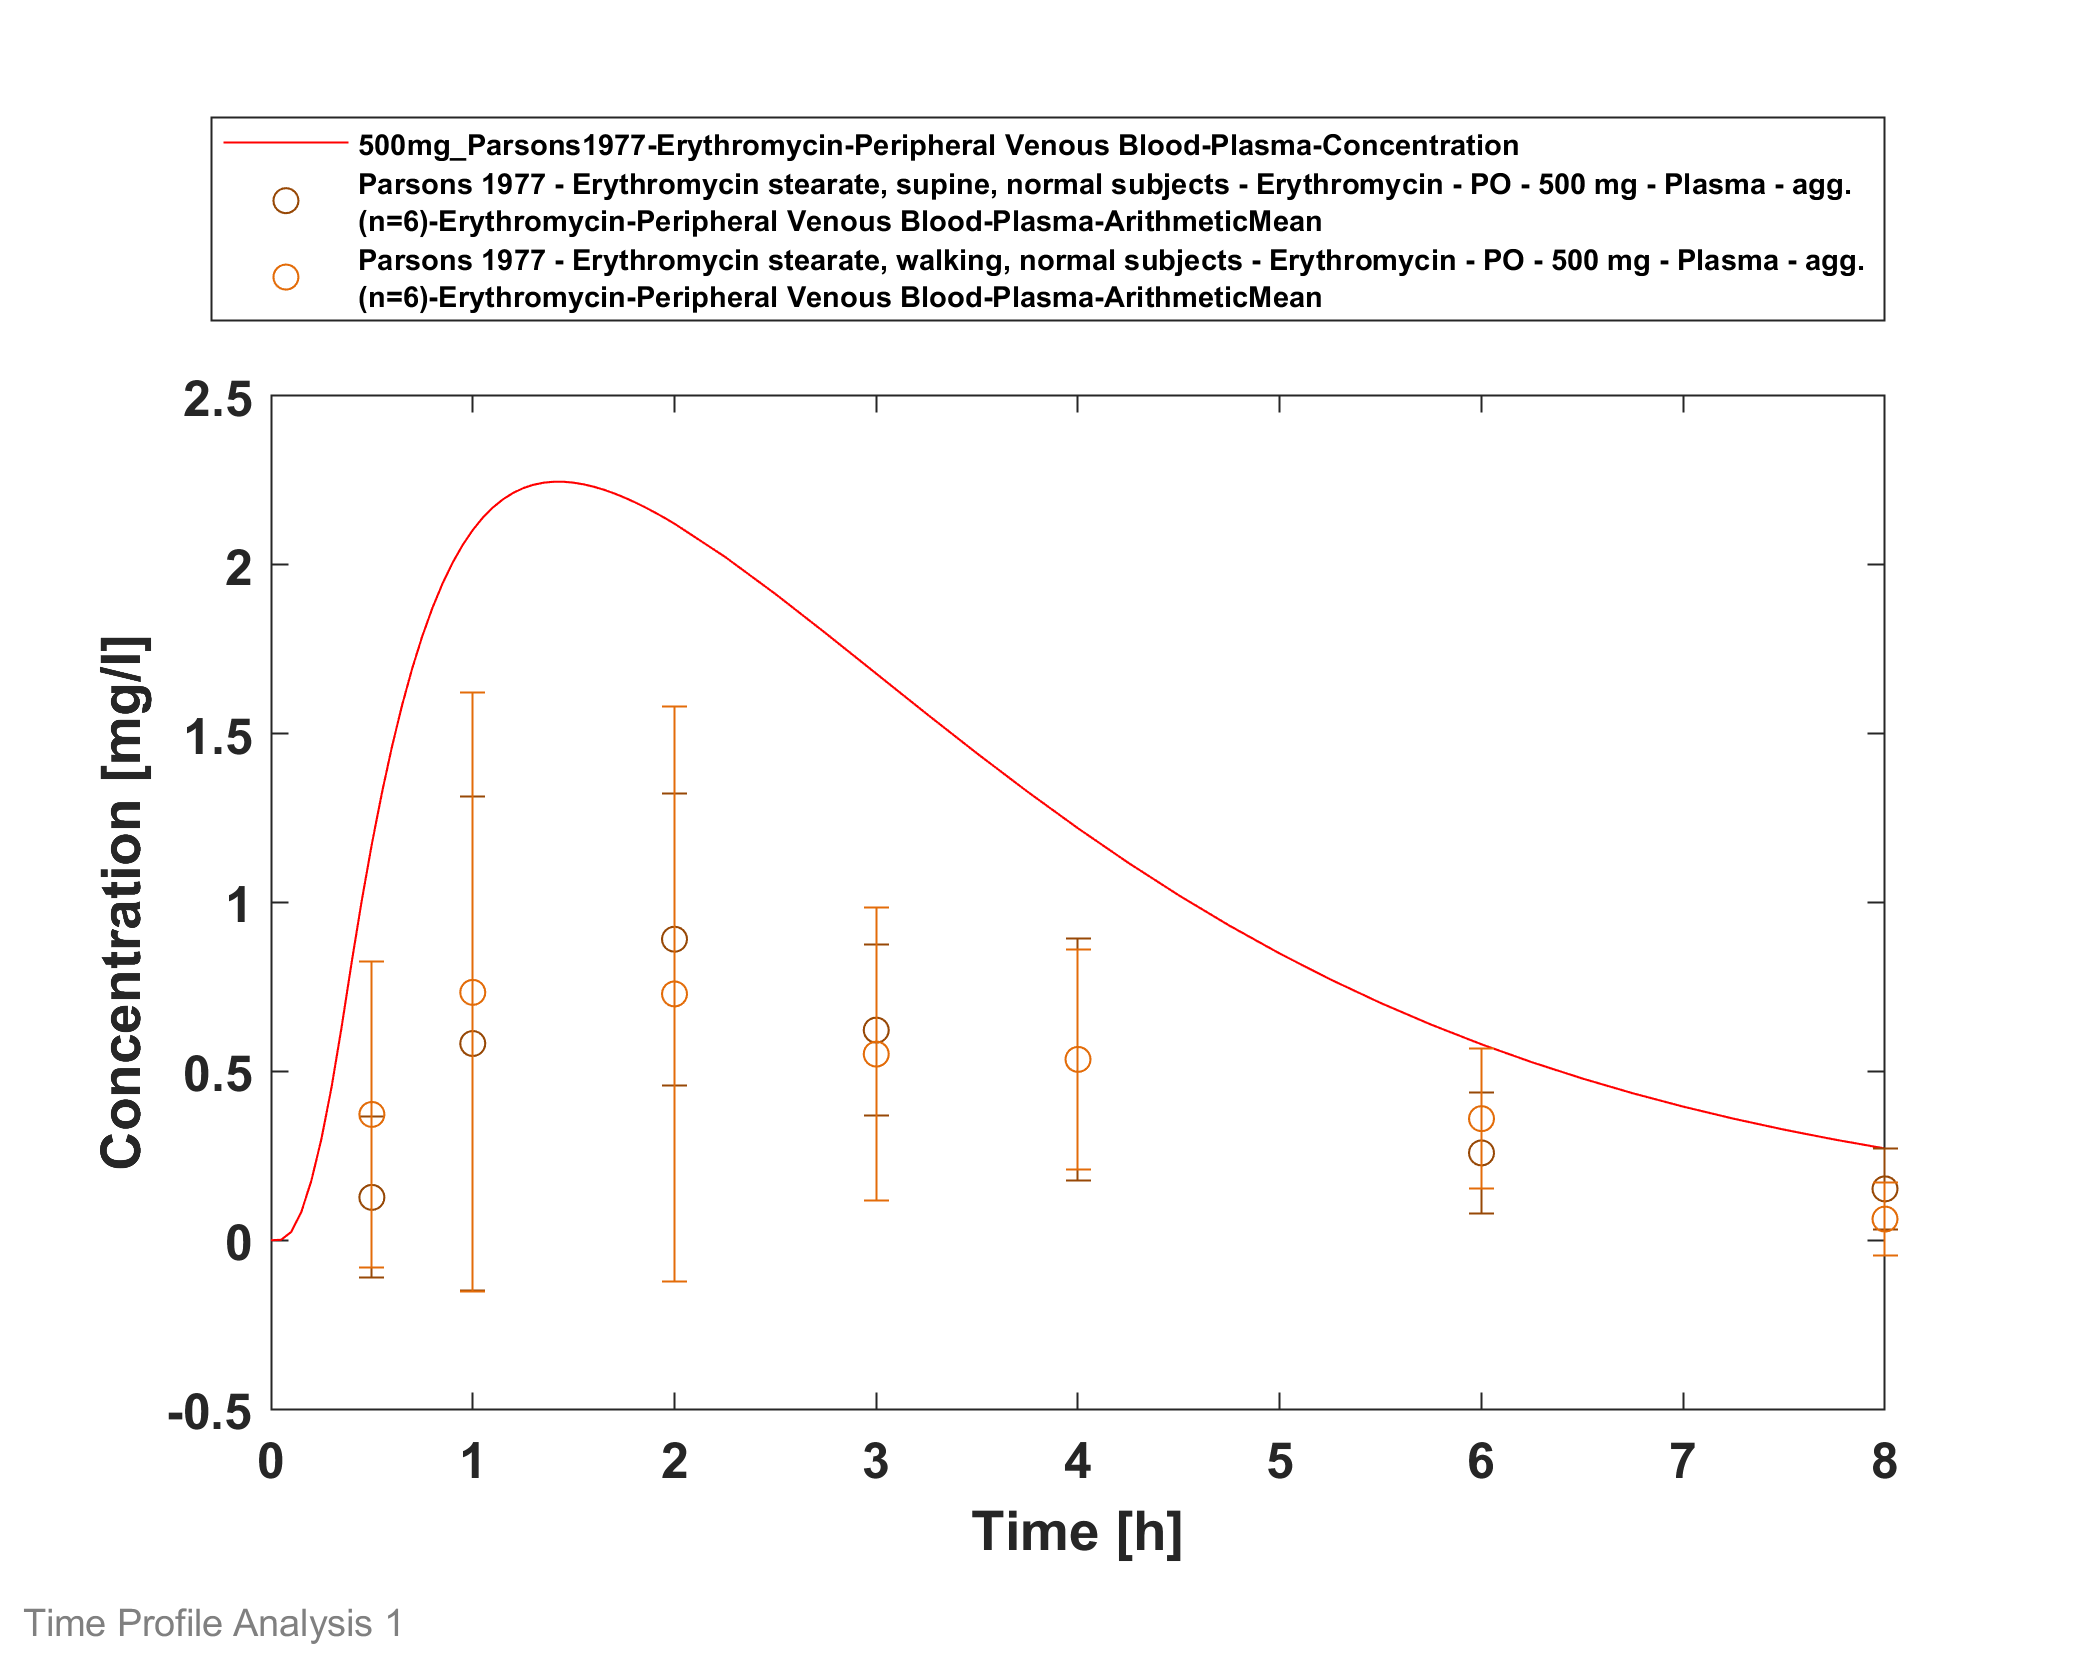 500mg_Parsons1977-Erythromycin-Peripheral Venous Blood-Plasma-Concentration
Parsons 1977 - Erythromycin stearate, supine, normal subjects - Erythromycin - PO - 500 mg - Plasma - agg.
(n=6)-Erythromycin-Peripheral Venous Blood-Plasma-ArithmeticMean
Parsons 1977 - Erythromycin stearate, walking, normal subjects - Erythromycin - PO - 500 mg - Plasma - agg.
(n=6)-Erythromycin-Peripheral Venous Blood-Plasma-ArithmeticMean
2.5
2
1.5
1
0.5
0
-0.5
Concentration [mg/l]
0 1 2 3 4 5 6 7 8
Time [h]
Time Profile Analysis 1